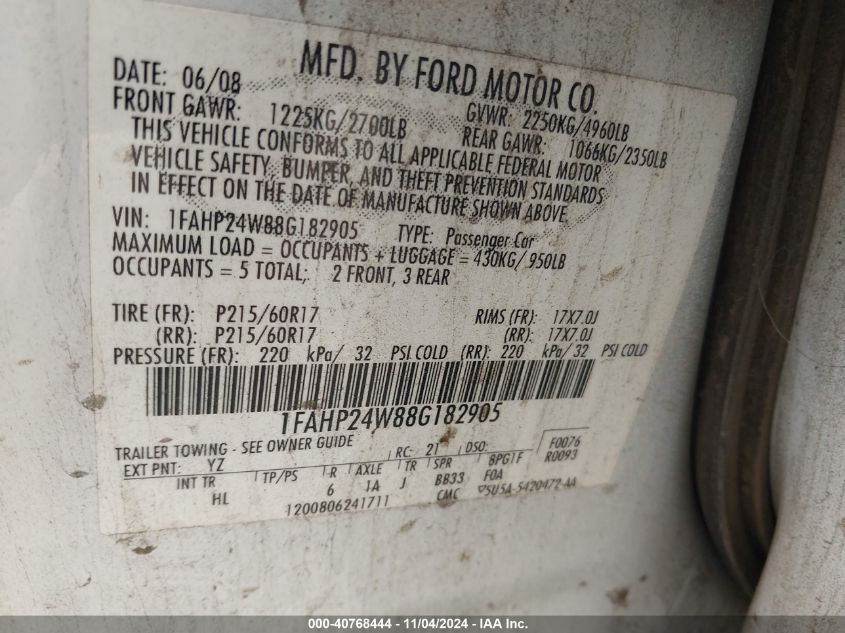 MFD. BY FORD MOTOR CO.
DATE: 06/08 GVWR: 2250KG/4960LB
FRONT GAWR: 1225KG/2700LB REAR GAWR: 1066KG/2350LB
THIS VEHICLE CONFORMS TO ALL APPLICABLE FEDERAL MOTOR
VEHICLE SAFETY, BUMPER, AND THEFT PREVENTION STANDARDS
IN EFFECT ON THE DATE OF MANUFACTURE SHOWN ABOVE.
VIN: 1FAHP24W88G182905 TYPE: Passenger Car
MAXIMUM LOAD = OCCUPANTS + LUGGAGE = 430KG/ 950LB
OCCUPANTS = 5 TOTAL; 2 FRONT, 3 REAR
TIRE (FR): P215/60R17 RIMS (FR): 17X7.0J
(RR): P215/60R17 (RR): 17X7.0J
PRESSURE (FR): 220 kPa/ 32 PSI COLD (RR): 220 kPa/ 32 PSI COLD
1FAHP24W88G182905
TRAILER TOWING - SEE OWNER GUIDE F0076
EXT PNT: YZ RC: 21 DSO: R0093
INT TR TP/PS R AXLE TR SPR BPG1F
HL 6 1A J BB33 F0A
1200806241711 CMC 5U5A-5420472-AA
000-40768444 - 11/04/2024 - IAA Inc.